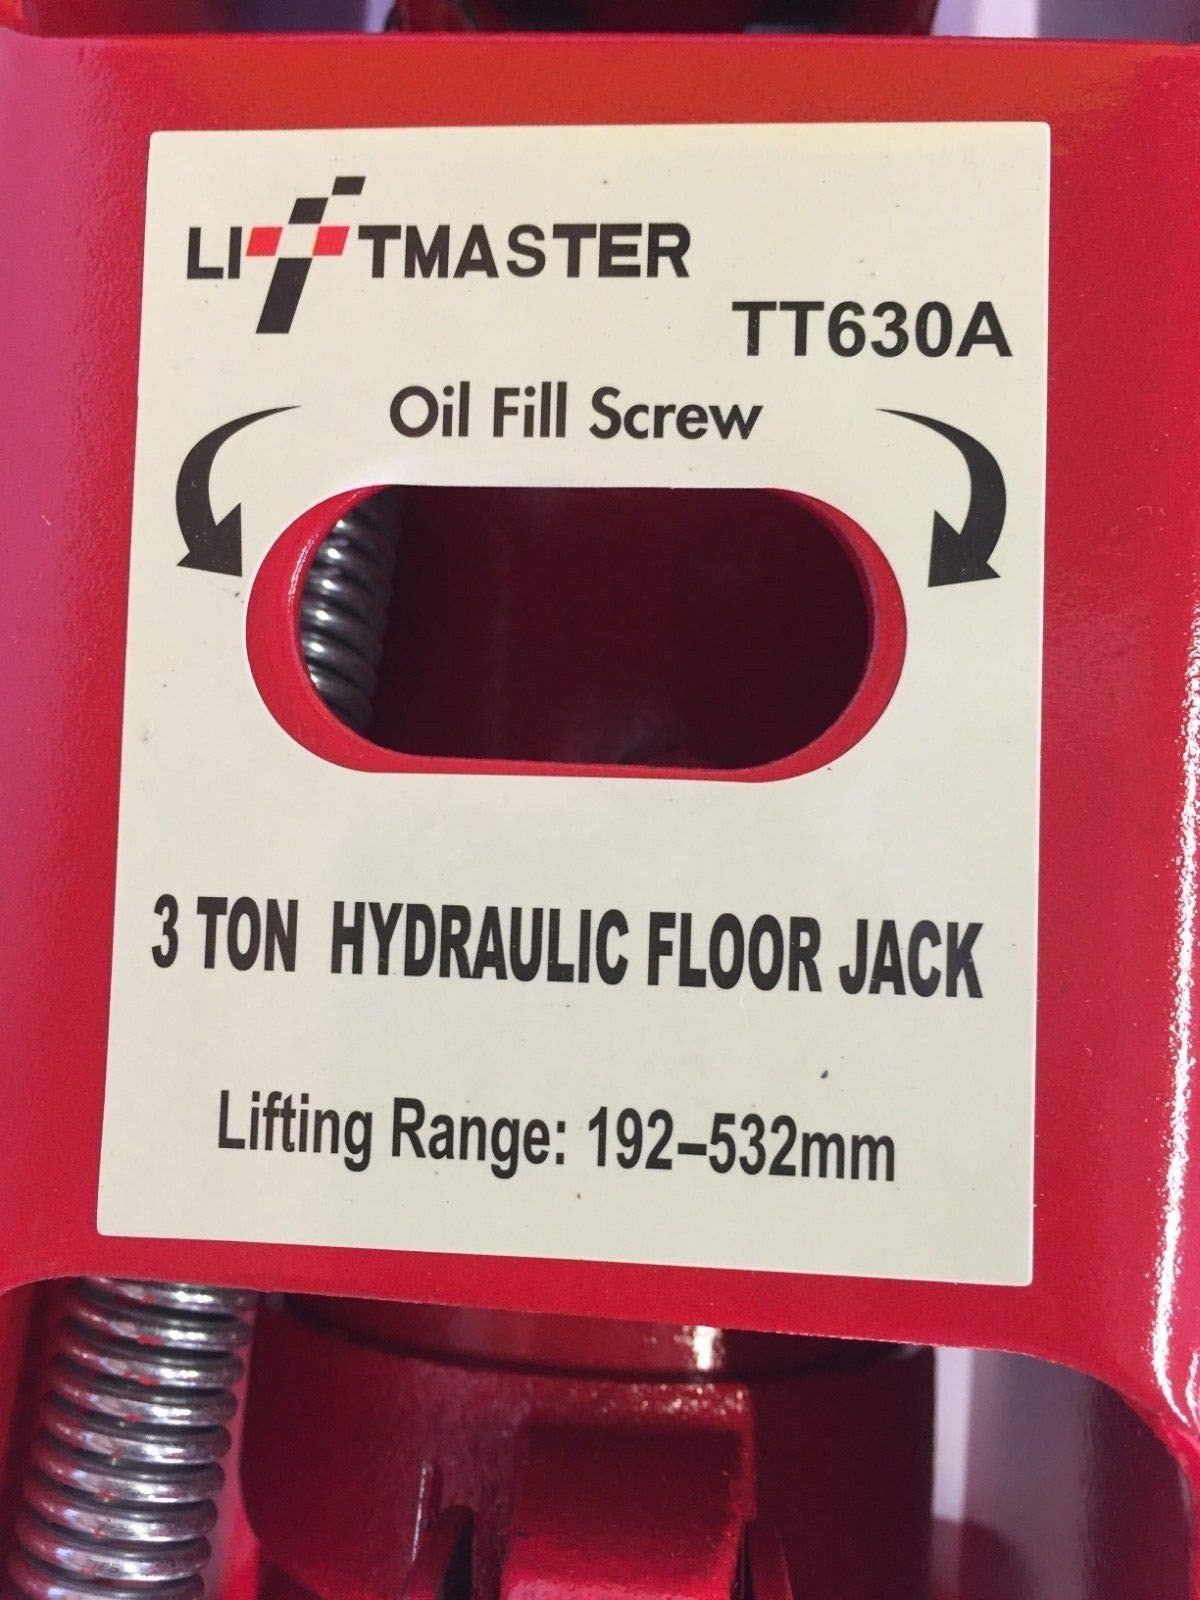 LIFTMASTER
TT630A
Oil Fill Screw
3 TON HYDRAULIC FLOOR JACK
Lifting Range: 192–532mm